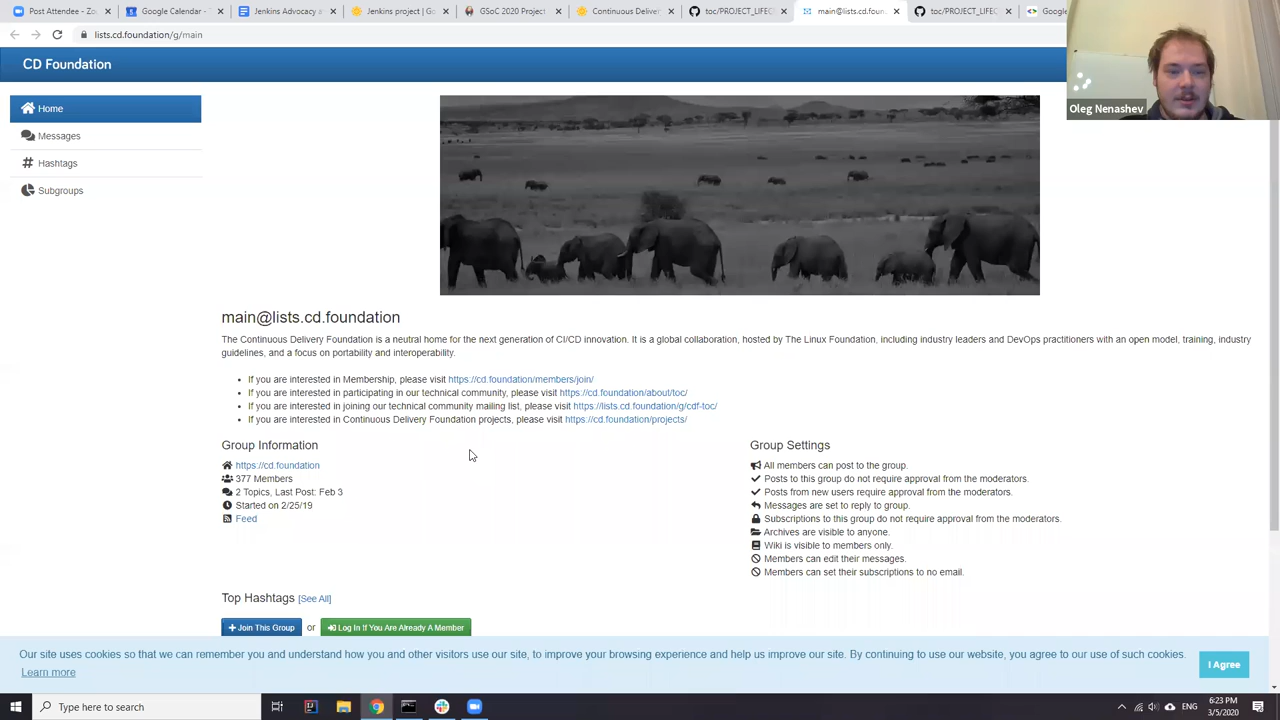 Post Attendee - Zo
Google Calendar -
Jenkins Advocacy a
Jenkins project | Go
GSoC 2020 Project
Continuous Deliver
toc/PROJECT_LIFEC
main@lists.cd.foun
toc/PROJECT_LIFEC
Googl
lists.cd.foundation/g/main
Oleg Nenashev
CD Foundation
Home
Messages
Hashtags
Subgroups
main@lists.cd.foundation
The Continuous Delivery Foundation is a neutral home for the next generation of CI/CD innovation. It is a global collaboration, hosted by The Linux Foundation, including industry leaders and DevOps practitioners with an open model, training, industry
guidelines, and a focus on portability and interoperability.
If you are interested in Membership, please visit https://cd.foundation/members/join/
If you are interested in participating in our technical community, please visit https://cd.foundation/about/toc/
If you are interested in joining our technical community mailing list, please visit https://lists.cd.foundation/g/cdf-toc/
If you are interested in Continuous Delivery Foundation projects, please visit https://cd.foundation/projects/
Group Information
https://cd.foundation
377 Members
2 Topics, Last Post: Feb 3
Started on 2/25/19
Feed
Group Settings
All members can post to the group.
Posts to this group do not require approval from the moderators.
Posts from new users require approval from the moderators.
Messages are set to reply to group.
Subscriptions to this group do not require approval from the moderators.
Archives are visible to anyone.
Wiki is visible to members only.
Members can edit their messages.
Members can set their subscriptions to no email.
Top Hashtags [See All]
Join This Group or Log In If You Are Already A Member
Our site uses cookies so that we can remember you and understand how you and other visitors use our site, to improve your browsing experience and help us improve our site. By continuing to use our website, you agree to our use of such cookies.
Learn more
I Agree
Type here to search
ENG
6:23 PM
3/5/2020